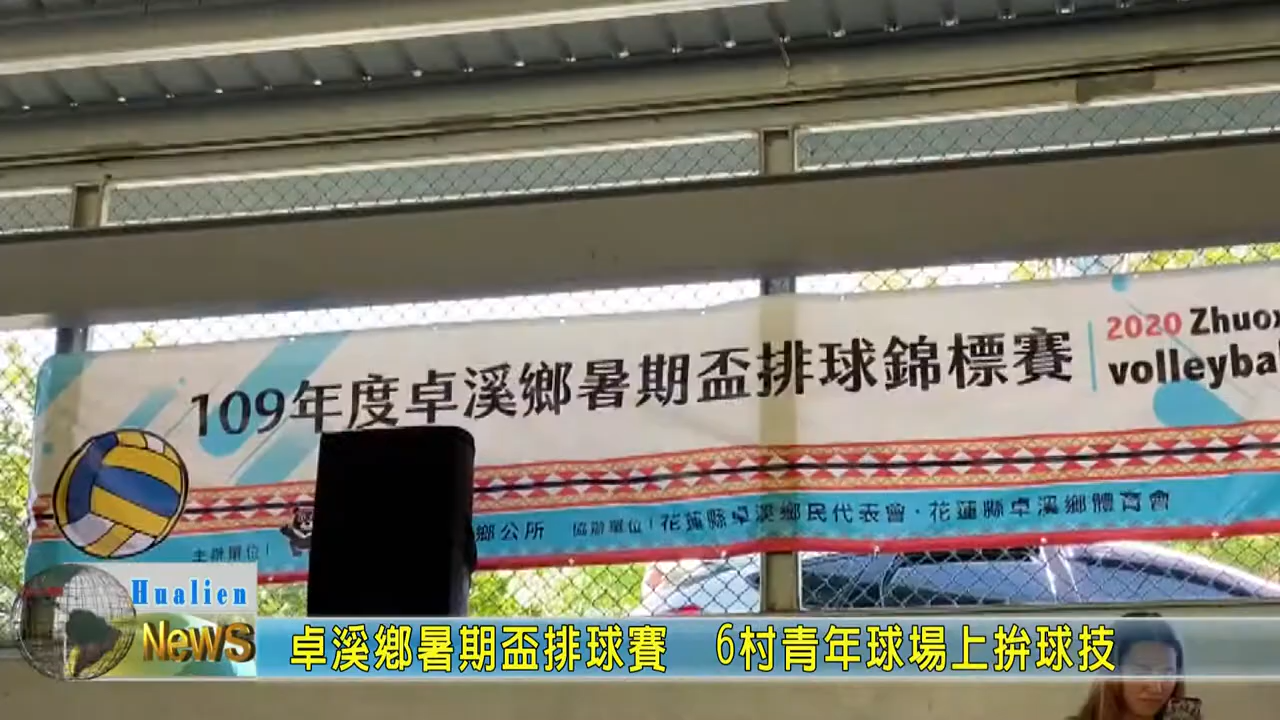 109年度卓溪鄉暑期盃排球錦標賽
2020 Zhuox
volleyba
主辦單位
鄉公所 協辦單位 花蓮縣卓溪鄉民代表會·花蓮縣卓溪鄉體育會
Hualien
News
卓溪鄉暑期盃排球賽 6村青年球場上拚球技